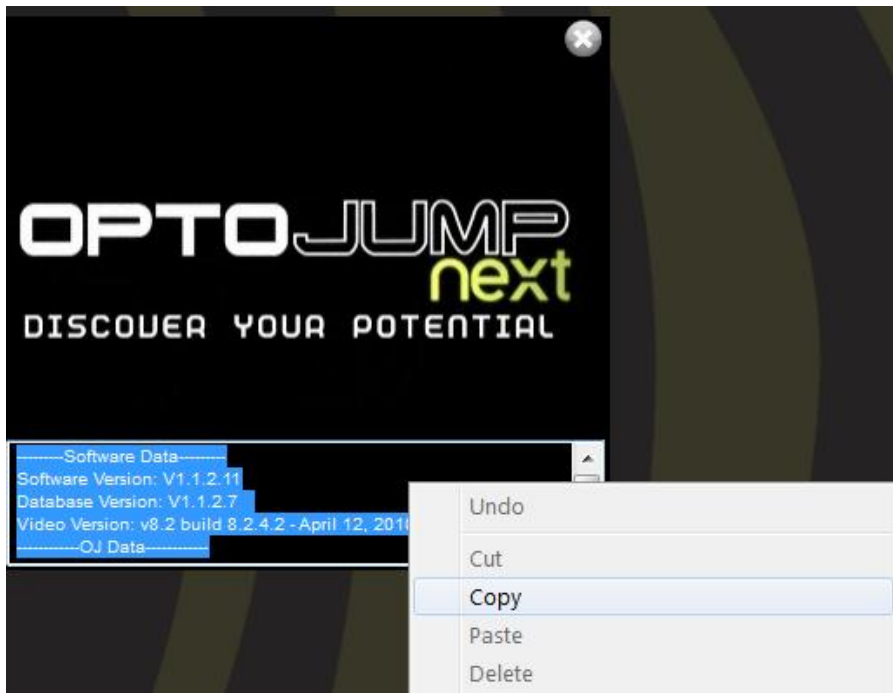 OPTOJUMP
next
DISCOVER YOUR POTENTIAL
---------Software Data---------
Software Version: V1.1.2.11
Database Version: V1.1.2.7
Video Version: v8.2 build 8.2.4.2 - April 12, 2010
------------OJ Data------------
Undo
Cut
Copy
Paste
Delete